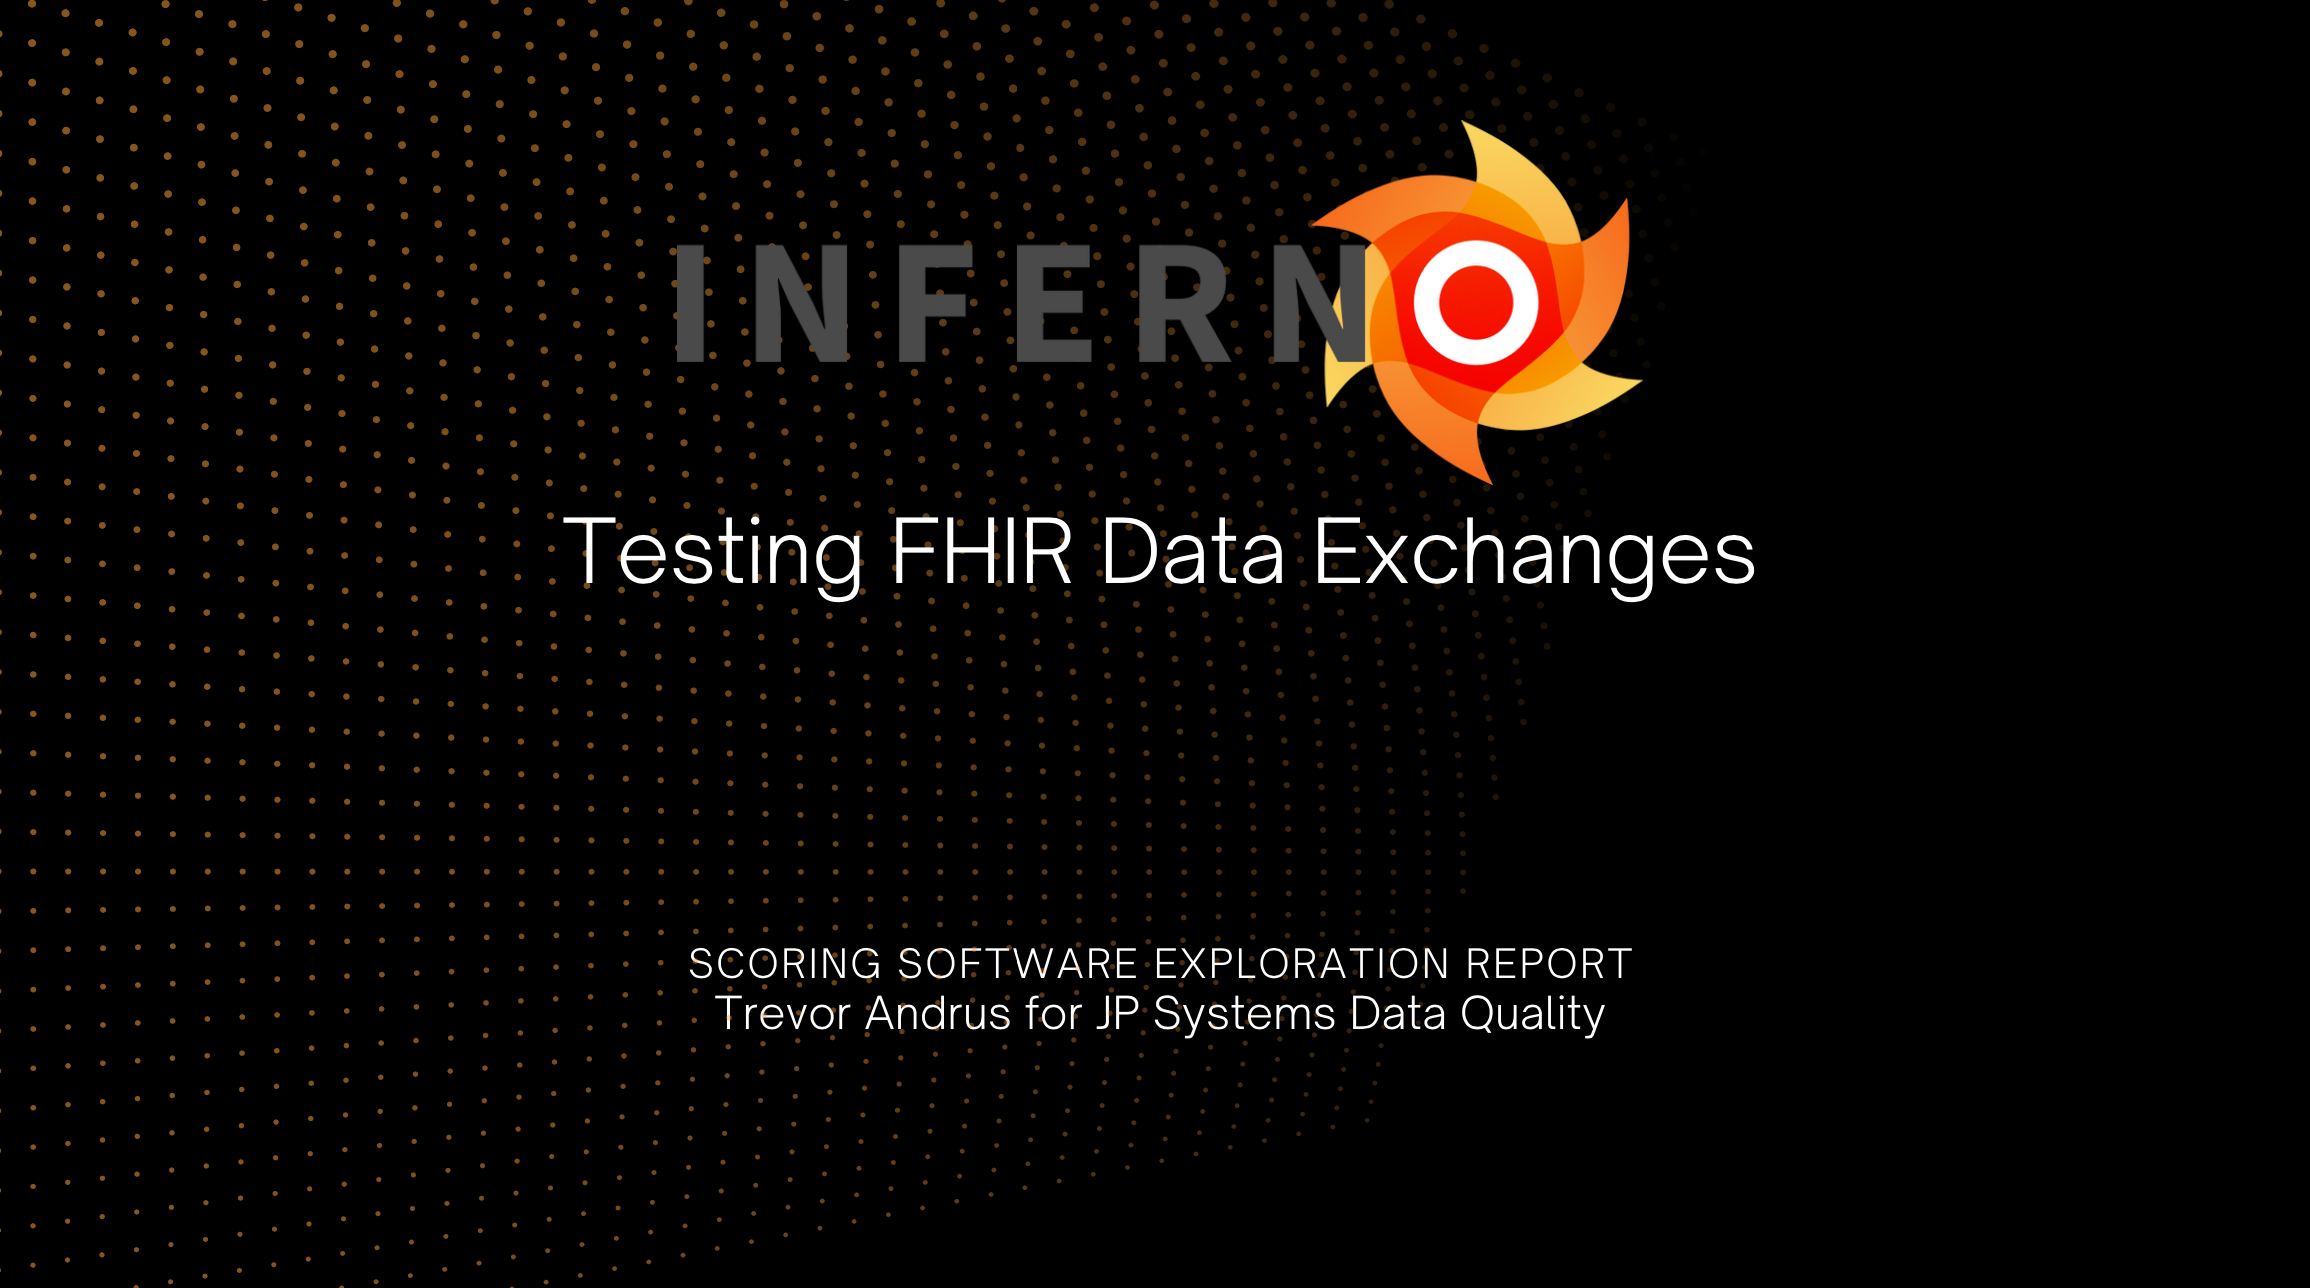 INFERNO
Testing FHIR Data Exchanges
SCORING SOFTWARE EXPLORATION REPORT
Trevor Andrus for JP Systems Data Quality